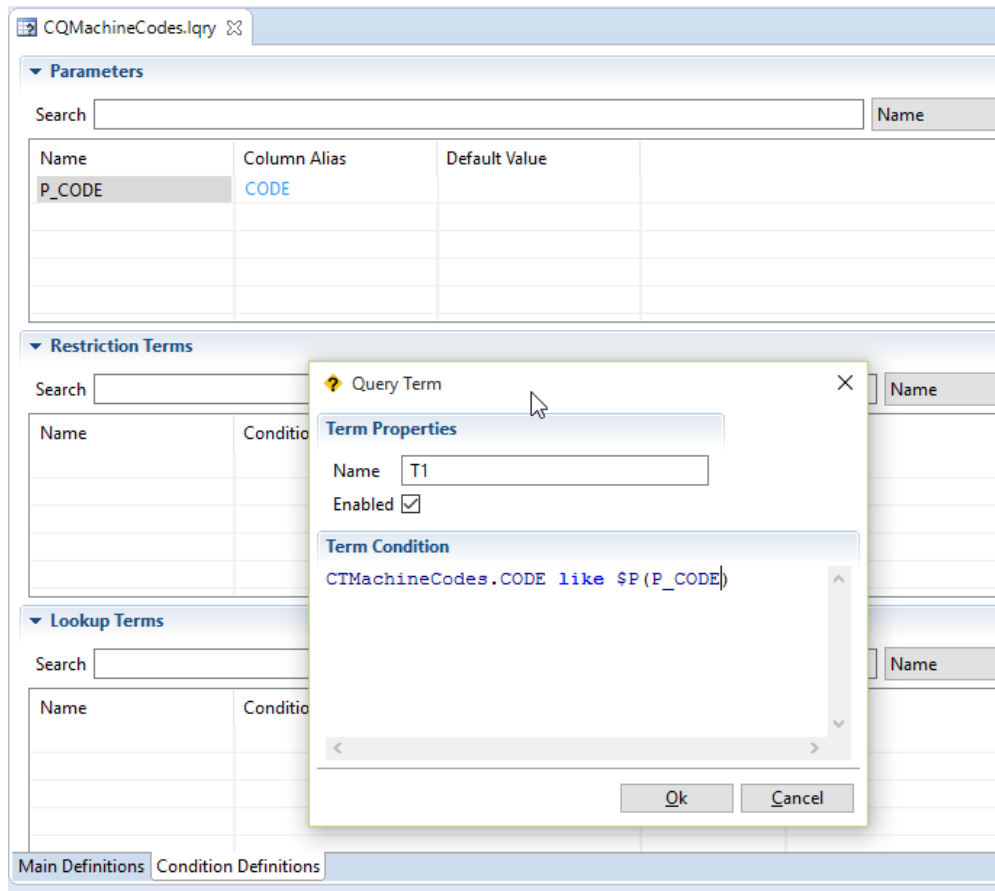 CQMachineCodes.lqry
Parameters
Search Name
Name Column Alias Default Value
P_CODE CODE
Restriction Terms
Search Name
Name Conditio
Query Term
Term Properties
Name T1
Enabled
Term Condition
CTMachineCodes.CODE like $P(P_CODE)
Ok Cancel
Lookup Terms
Search Name
Name Conditio
Main Definitions Condition Definitions